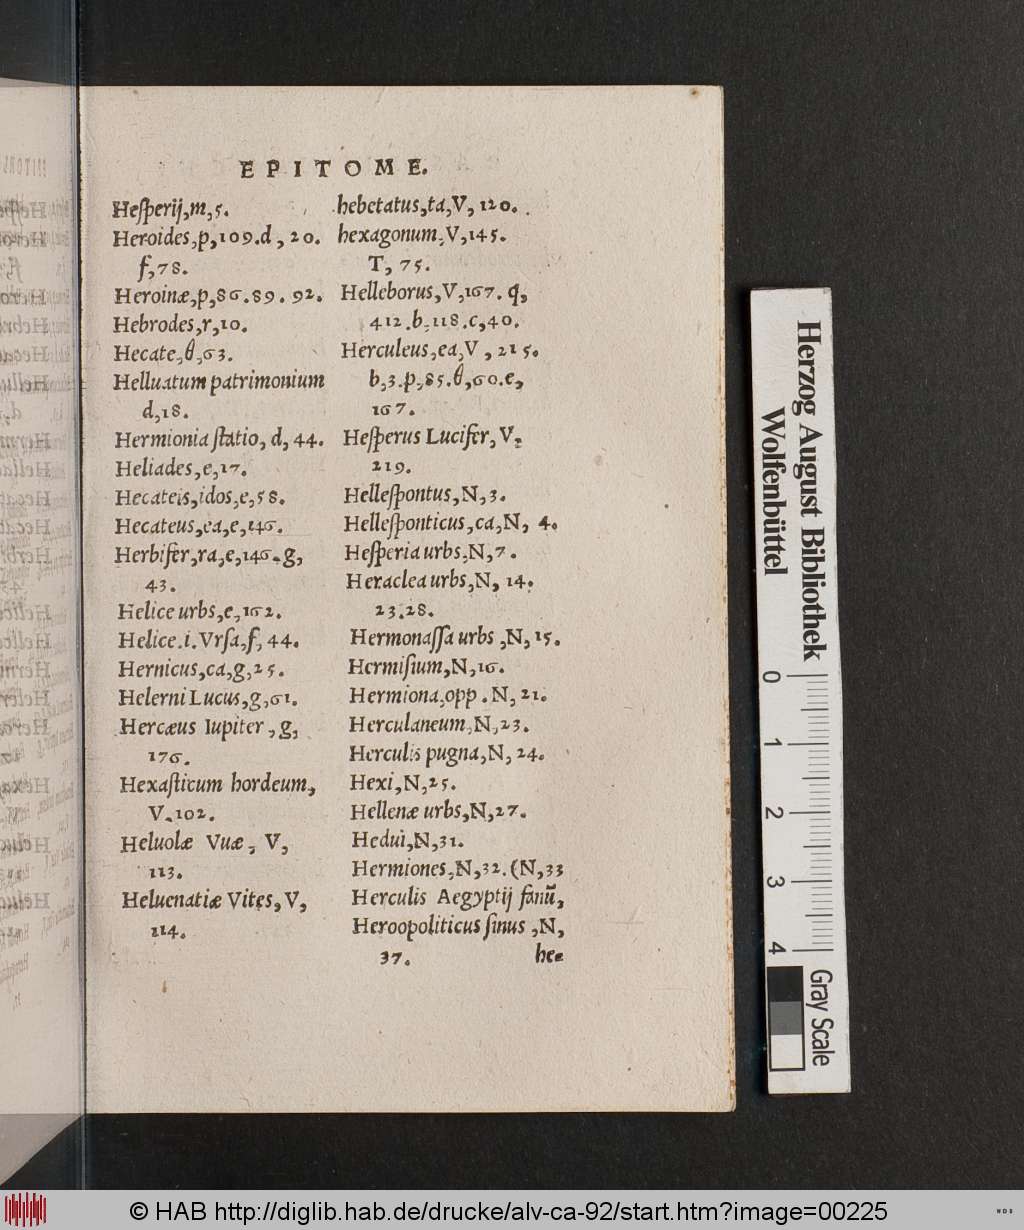 EPITOME.
Heſperij,m,5.
Heroides,p,109.d, 20.
f,78.
Heroinæ,p,86.89. 92.
Hebrodes,r,10.
Hecate,θ,63.
Helluatum patrimonium
d,18.
Hermionia ſtatio, d, 44.
Heliades,e,17.
Hecateis,idos,e,58.
Hecateus,ea,e,146.
Herbifer,ra,e,146.g,
43.
Helice urbs,e,162.
Helice.i.Vrſa,f, 44.
Hernicus,ca,g,25.
Helerni Lucus,g,61.
Hercæus Iupiter,g,
176.
Hexaſticum hordeum,
V.102.
Heluolæ Vuæ, V,
113.
Heluenatiæ Vites,V,
114.
hebetatus,ta,V, 120.
hexagonum,V,145.
T, 75.
Helleborus,V,167. q,
412.b,118.c,40.
Herculeus,ea,V, 215.
b,3.p,85.θ,60.e,
167.
Heſperus Lucifer,V,
219.
Helleſpontus,N,3.
Helleſponticus,ca,N, 4.
Heſperia urbs,N,7.
Heraclea urbs,N, 14.
23.28.
Hermonaſſa urbs,N,15.
Hermiſium,N,16.
Hermiona,opp.N,21.
Herculaneum,N,23.
Herculis pugna,N,24.
Hexi,N,25.
Hellenæ urbs,N,27.
Hedui,N,31.
Hermiones,N,32.(N,33
Herculis Aegyptij fanũ,
Heroopoliticus ſinus,N,
37. he-
Herzog August Bibliothek
Wolfenbüttel
0 1 2 3 4
Gray Scale
© HAB http://diglib.hab.de/drucke/alv-ca-92/start.htm?image=00225